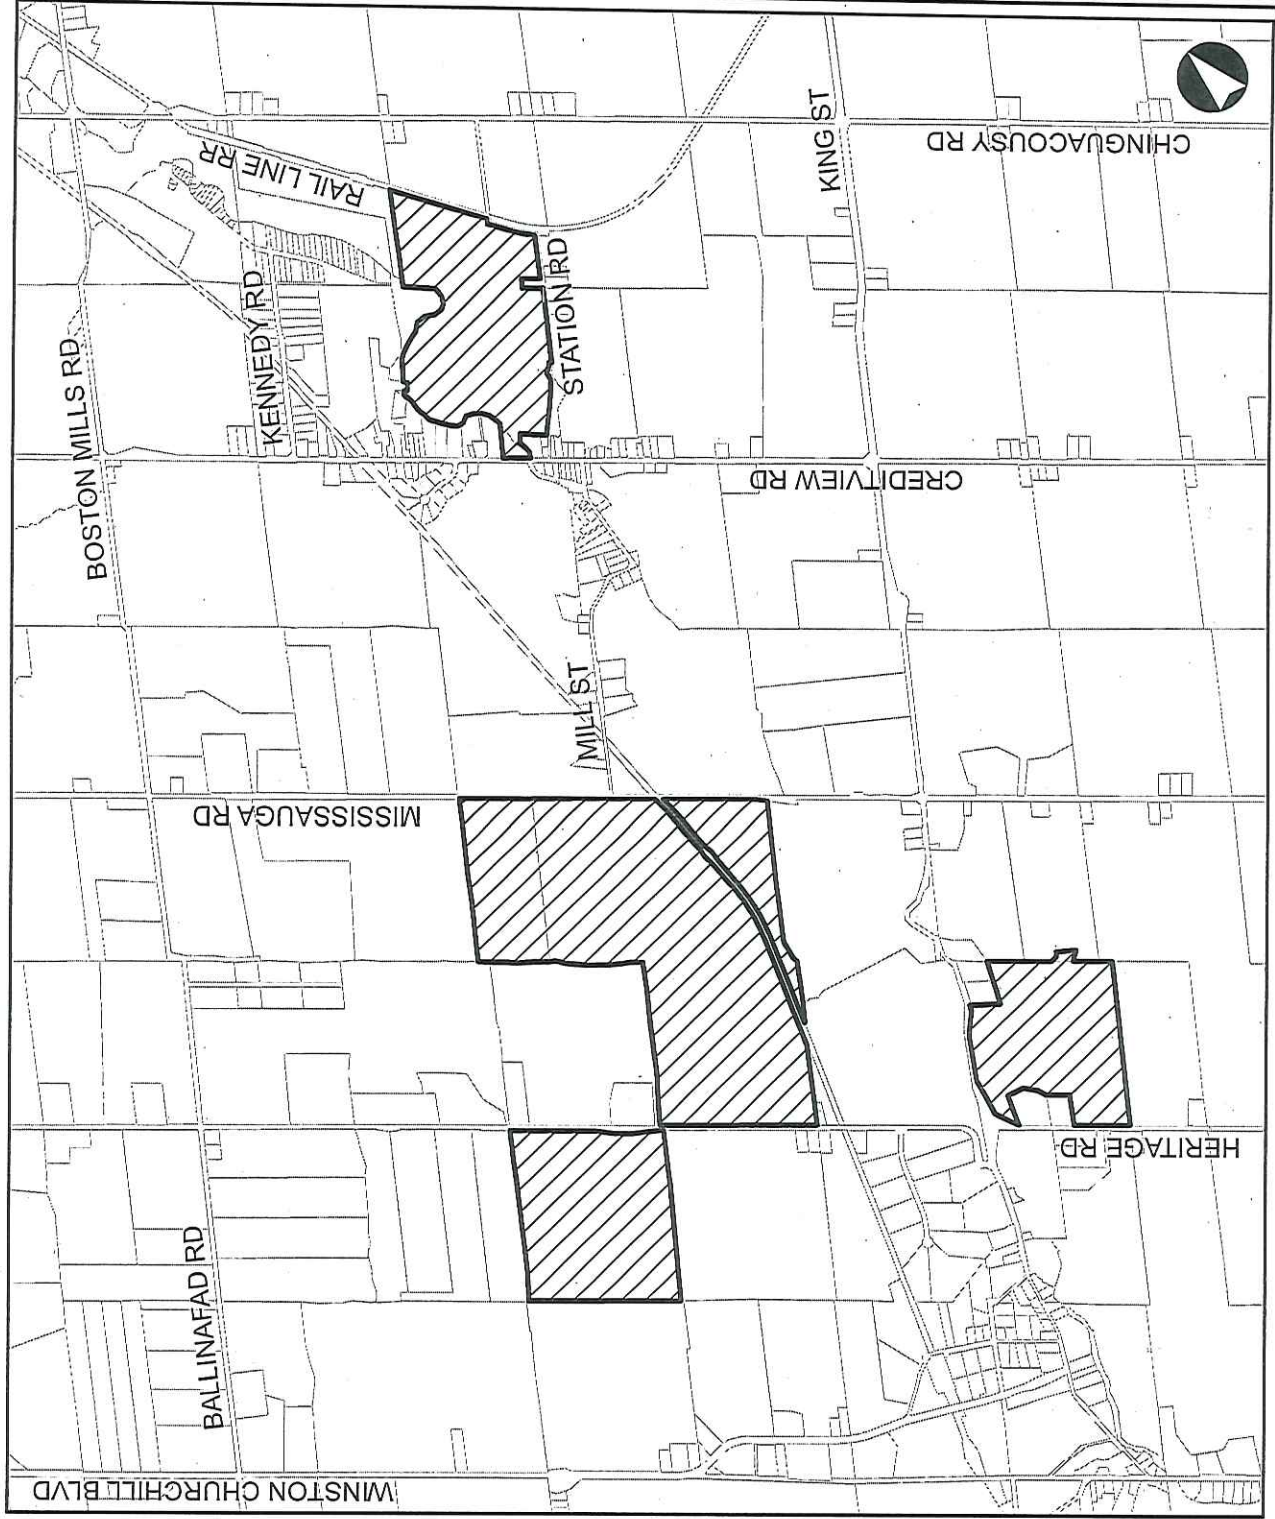 CHINGUACOUSY RD
KING ST
RAIL LINE RR
STATION RD
KENNEDY RD
BOSTON MILLS RD
CREDITVIEW RD
MILL ST
MISSISSAUGA RD
HERITAGE RD
BALLINAFAD RD
WINSTON CHURCHILL BLVD